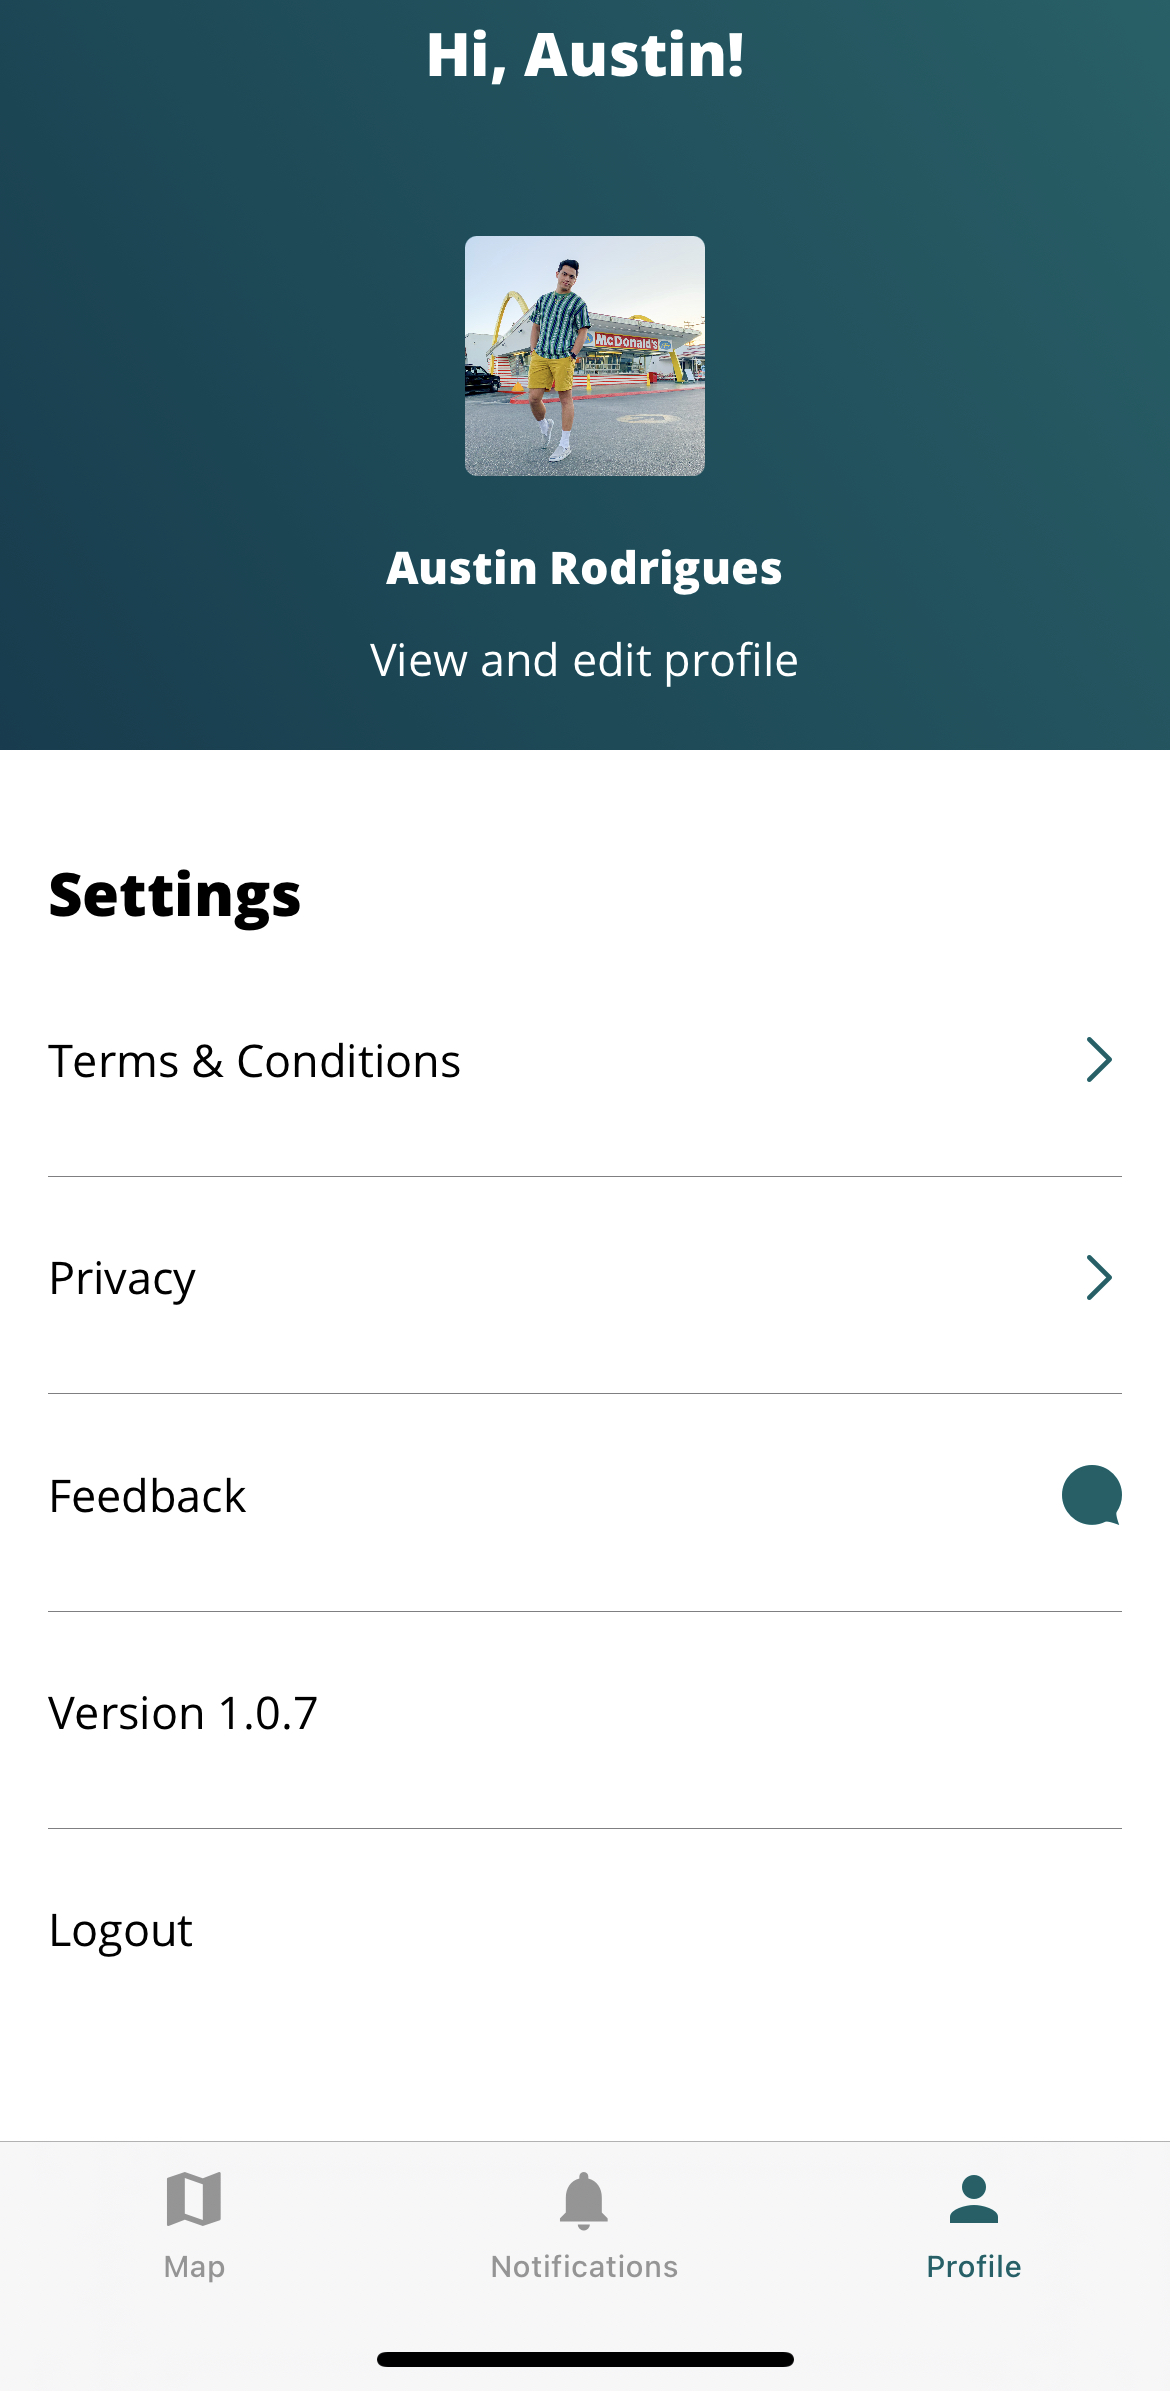 Hi, Austin!
McDonald's
Austin Rodrigues
View and edit profile
Settings
Terms & Conditions
Privacy
Feedback
Version 1.0.7
Logout
Map
Notifications
Profile